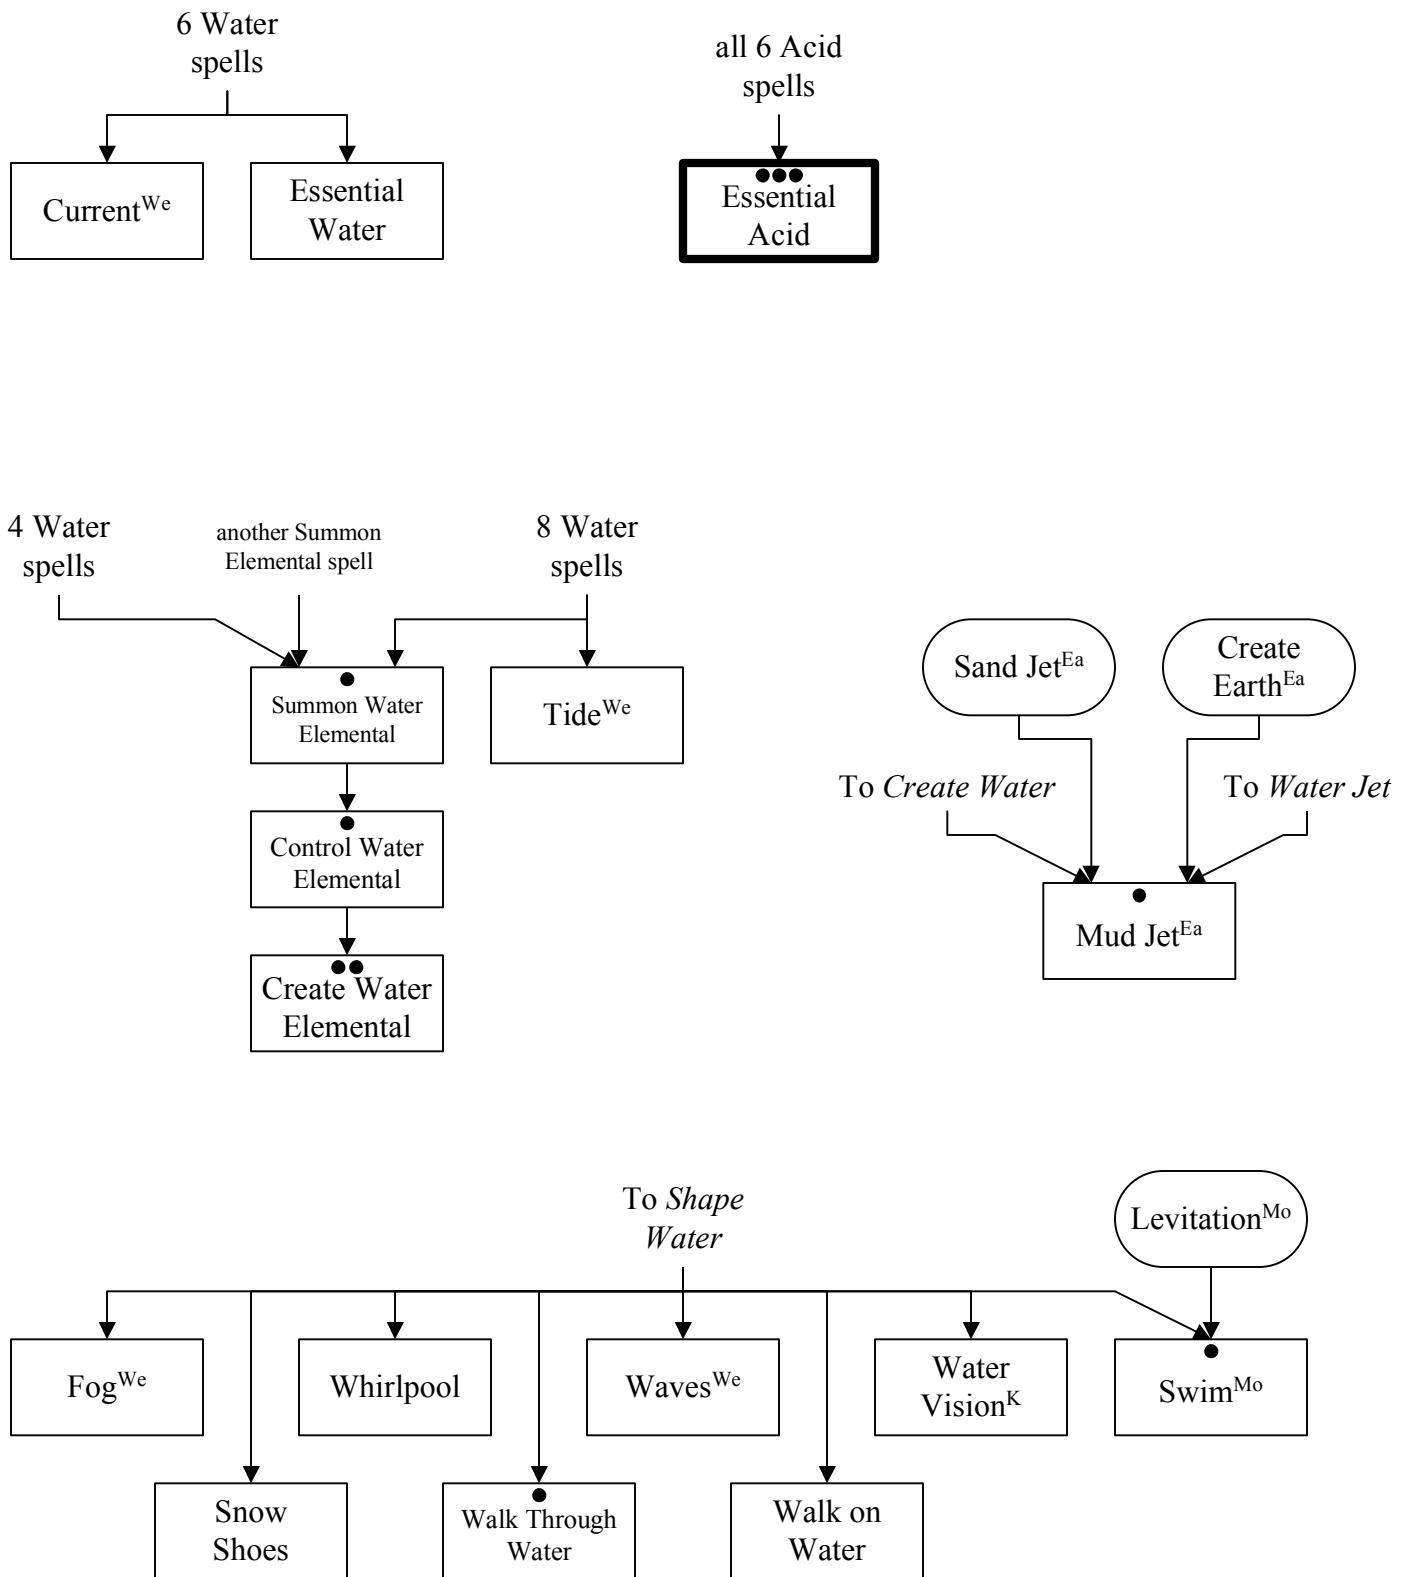 6 Water
spells
all 6 Acid
spells
Current^We
Essential
Water
Essential
Acid
4 Water
spells
another Summon
Elemental spell
8 Water
spells
Summon Water
Elemental
Tide^We
Control Water
Elemental
Create Water
Elemental
Sand Jet^Ea
Create
Earth^Ea
To Create Water
To Water Jet
Mud Jet^Ea
To Shape
Water
Levitation^Mo
Fog^We
Whirlpool
Waves^We
Water
Vision^K
Swim^Mo
Snow
Shoes
Walk Through
Water
Walk on
Water